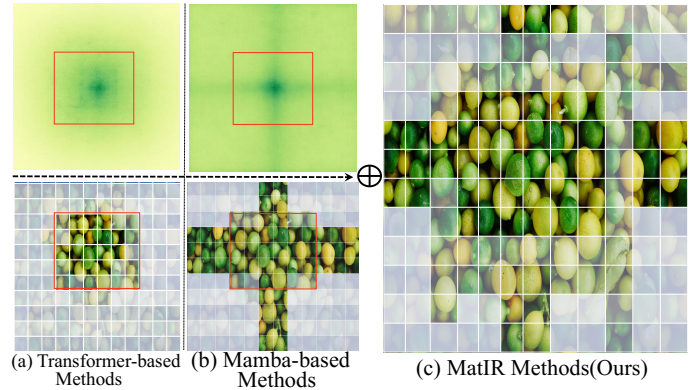 (a) Transformer-based
Methods
(b) Mamba-based
Methods
(c) MatIR Methods(Ours)